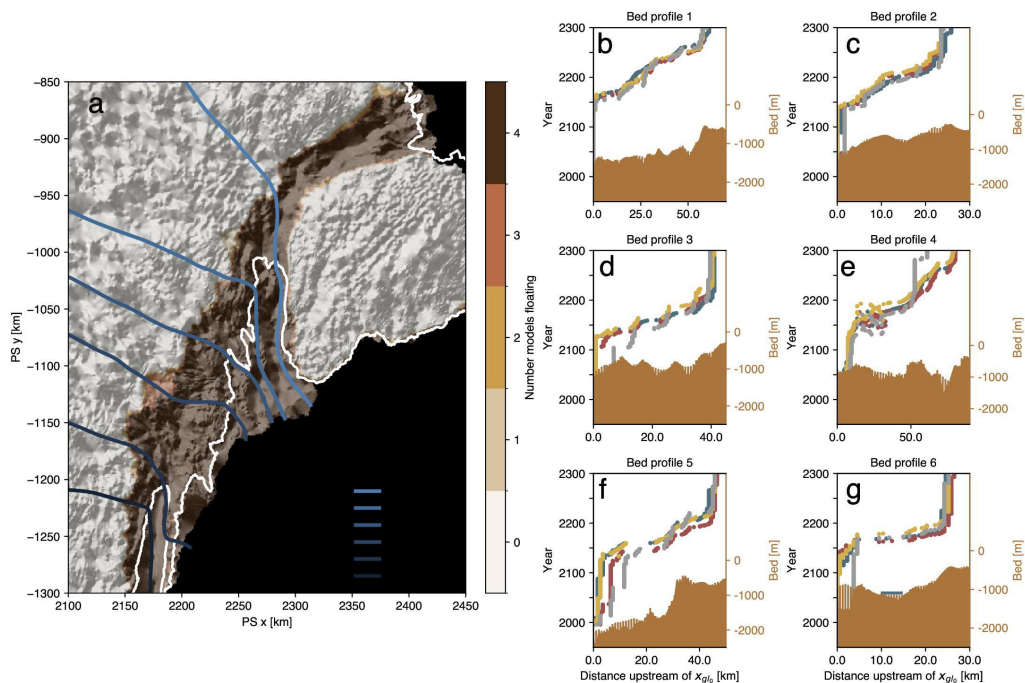 a
−850
−900
−950
−1000
−1050
−1100
−1150
−1200
−1250
−1300
PS y [km]
2100
2150
2200
2250
2300
2350
2400
2450
PS x [km]
4
3
2
1
0
Number models floating
Bed profile 1
b
2300
2200
2100
2000
Year
0
-1000
-2000
Bed [m]
0.0
25.0
50.0
Bed profile 2
c
2300
2200
2100
2000
Year
0
-1000
-2000
Bed [m]
0.0
10.0
20.0
30.0
Bed profile 3
d
2300
2200
2100
2000
Year
0
-1000
-2000
Bed [m]
0.0
20.0
40.0
Bed profile 4
e
2300
2200
2100
2000
Year
0
-1000
-2000
Bed [m]
0.0
50.0
Bed profile 5
f
2300
2200
2100
2000
Year
0
-1000
-2000
Bed [m]
0.0
20.0
40.0
Distance upstream of x_{gl_0} [km]
Bed profile 6
g
2300
2200
2100
2000
Year
0
-1000
-2000
Bed [m]
0.0
10.0
20.0
30.0
Distance upstream of x_{gl_0} [km]